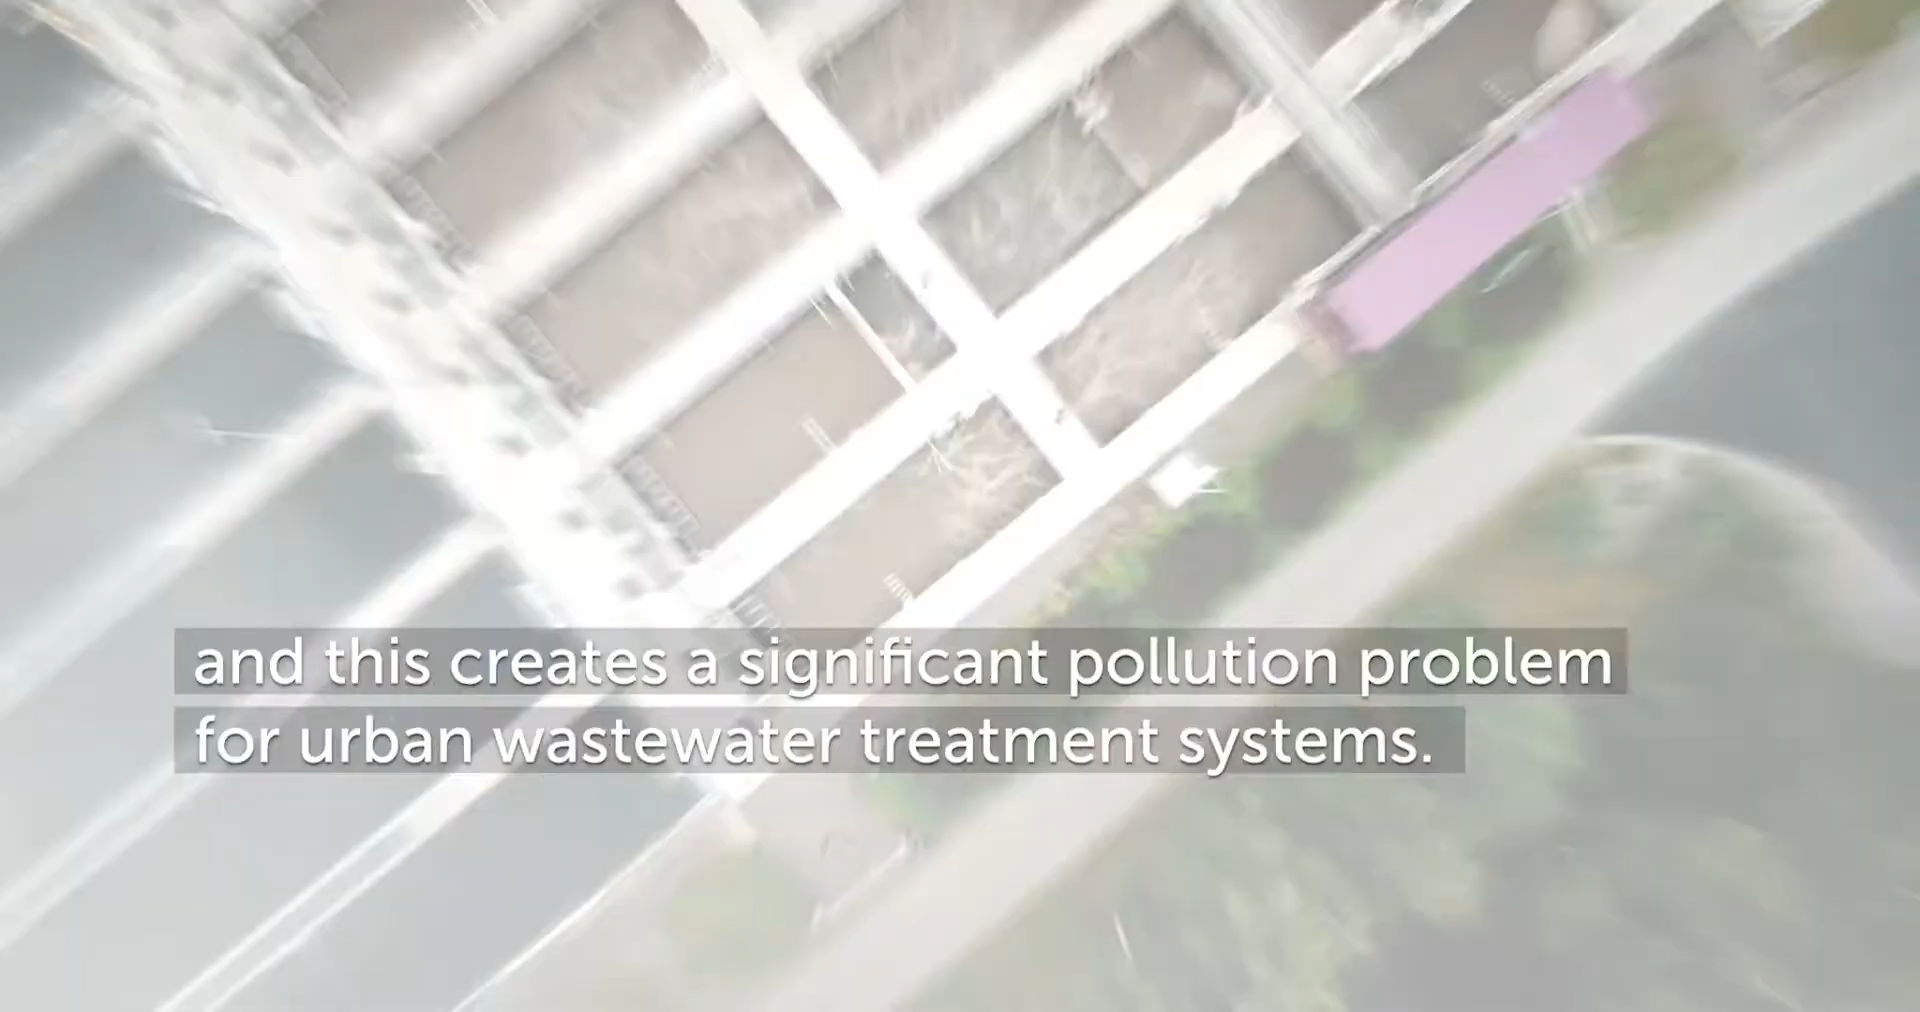 and this creates a significant pollution problem
for urban wastewater treatment systems.